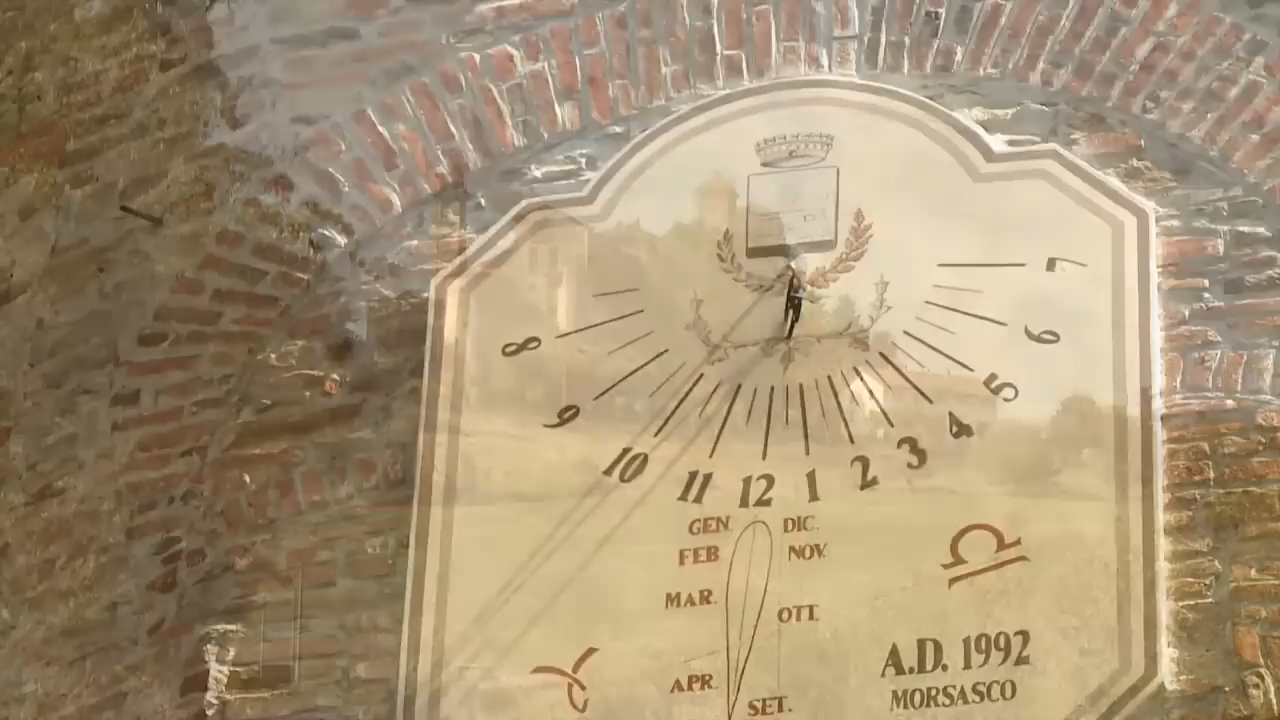 7
8 6
9 5
10 4
11 12 1 2 3
GEN. DIC.
FEB NOV.
MAR.
OTT.
A.D. 1992
APR. MORSASCO
SET.